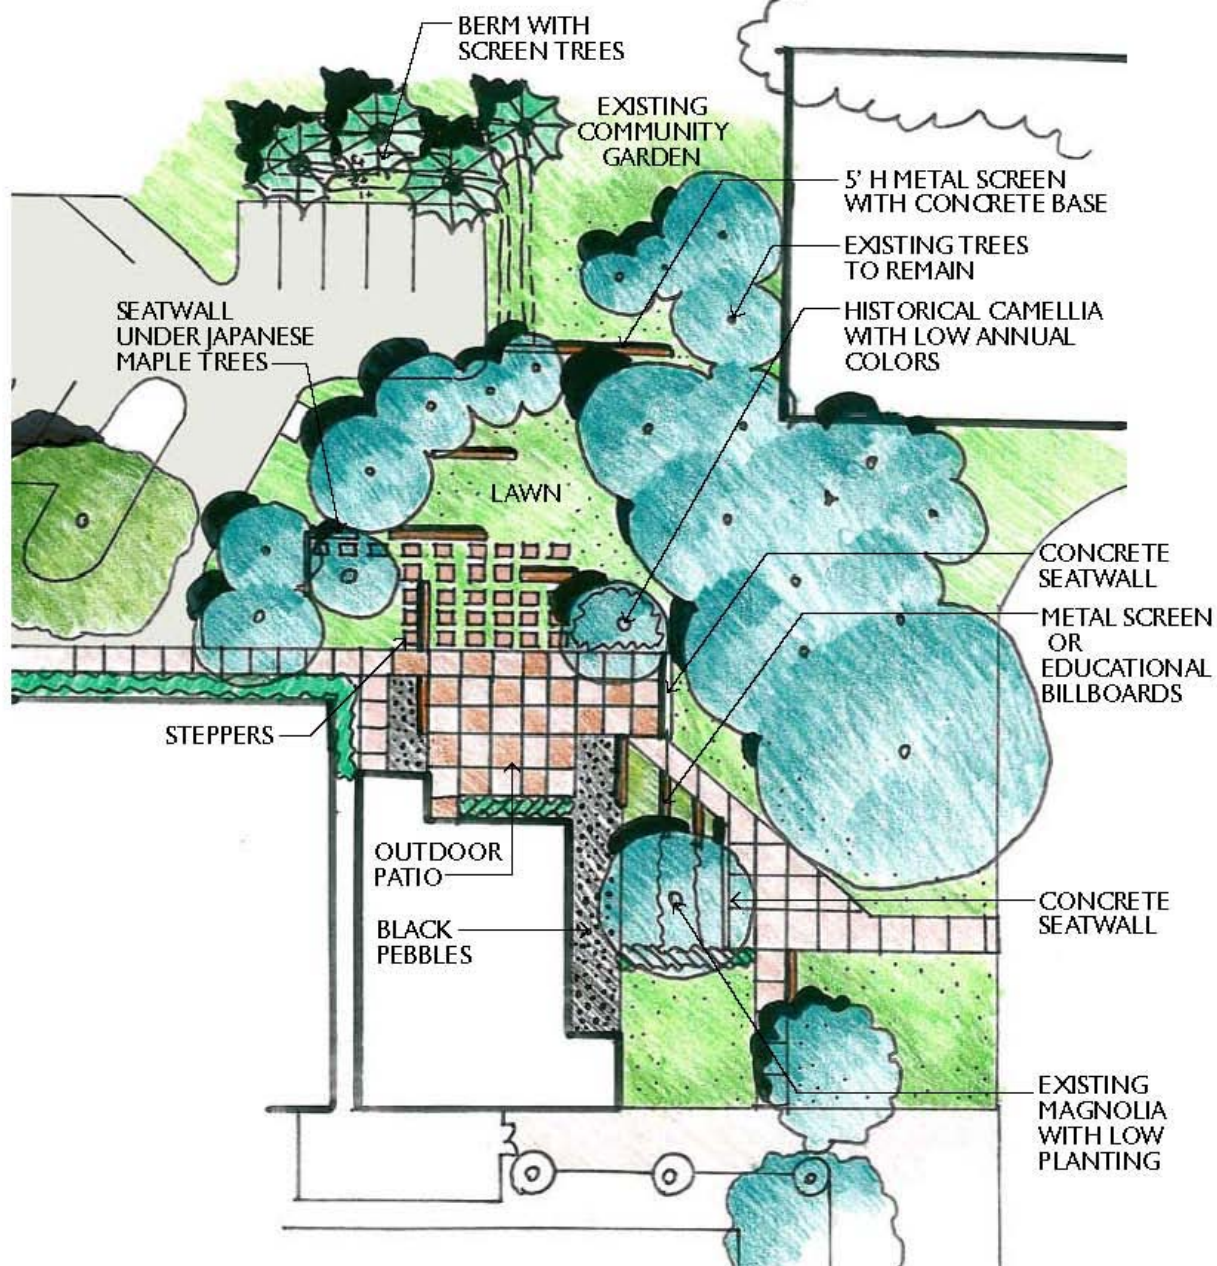 BERM WITH
SCREEN TREES
EXISTING
COMMUNITY
GARDEN
5' H METAL SCREEN
WITH CONCRETE BASE
EXISTING TREES
TO REMAIN
HISTORICAL CAMELLIA
WITH LOW ANNUAL
COLORS
SEATWALL
UNDER JAPANESE
MAPLE TREES
LAWN
CONCRETE
SEATWALL
METAL SCREEN
OR
EDUCATIONAL
BILLBOARDS
STEPPERS
OUTDOOR
PATIO
BLACK
PEBBLES
CONCRETE
SEATWALL
EXISTING
MAGNOLIA
WITH LOW
PLANTING